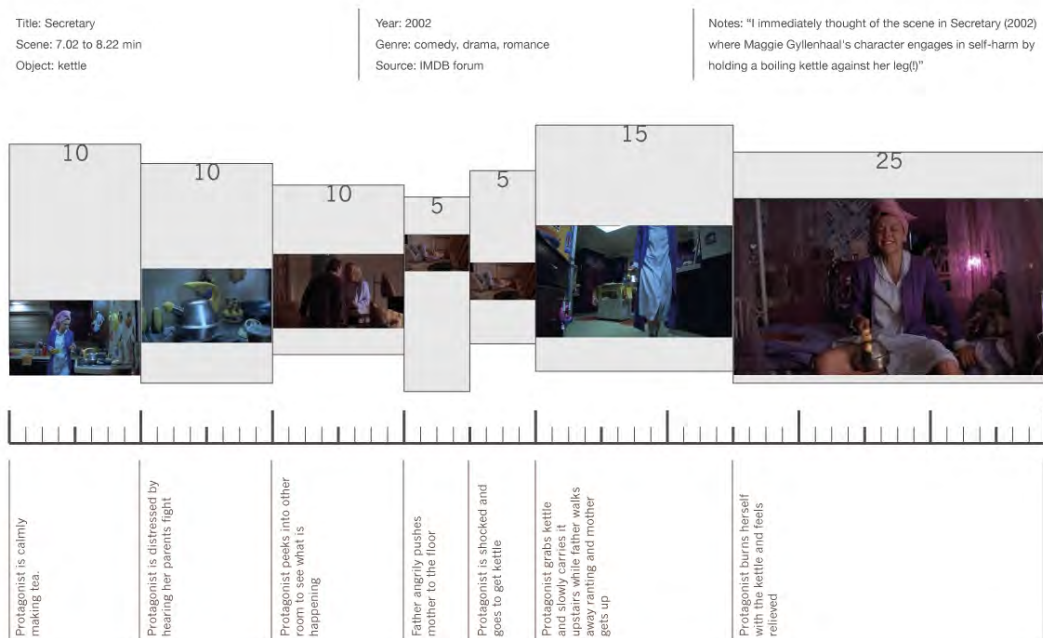 Title: Secretary
Scene: 7.02 to 8.22 min
Object: kettle
Year: 2002
Genre: comedy, drama, romance
Source: IMDB forum
Notes: “I immediately thought of the scene in Secretary (2002)
where Maggie Gyllenhaal's character engages in self-harm by
holding a boiling kettle against her leg(!)”
10
10
10
5
5
15
25
Protagonist is calmly
making tea.
Protagonist is distressed by
hearing her parents fight
Protagonist peeks into other
room to see what is
happening
Father angrily pushes
mother to the floor
Protagonist is shocked and
goes to get kettle
Protagonist grabs kettle
and slowly carries it
upstairs while father walks
away ranting and mother
gets up
Protagonist burns herself
with the kettle and feels
relieved